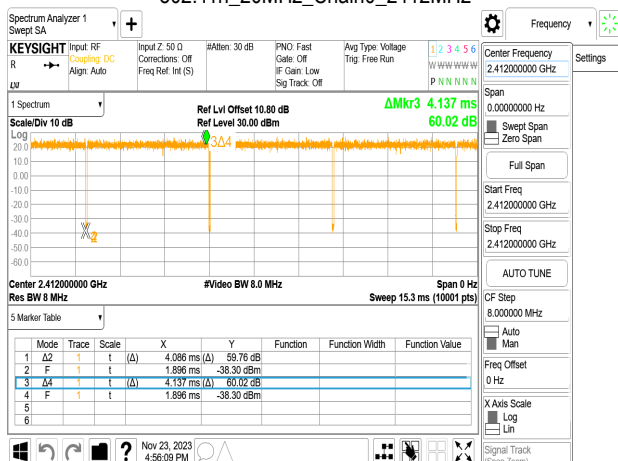 Spectrum Analyzer 1
Swept SA
Frequency
KEYSIGHT
R
Input: RF
Coupling: DC
Align: Auto
Input Z: 50 Ω
Corrections: Off
Freq Ref: Int (S)
#Atten: 30 dB
PNO: Fast
Gate: Off
IF Gain: Low
Sig Track: Off
Avg Type: Voltage
Trig: Free Run
1 2 3 4 5 6
W W W W W W
P N N N N N
Center Frequency
2.412000000 GHz
Settings
Span
0.00000000 Hz
Swept Span
Zero Span
Full Span
Start Freq
2.412000000 GHz
Stop Freq
2.412000000 GHz
AUTO TUNE
CF Step
8.000000 MHz
Auto
Man
Freq Offset
0 Hz
X Axis Scale
Log
Lin
Signal Track
1 Spectrum
Scale/Div 10 dB
Ref Lvl Offset 10.80 dB
Ref Level 30.00 dBm
ΔMkr3 4.137 ms
60.02 dB
Log
20.0
10.0
0.00
-10.0
-20.0
-30.0
-40.0
-50.0
-60.0
3Δ4
Center 2.412000000 GHz
Res BW 8 MHz
#Video BW 8.0 MHz
Span 0 Hz
Sweep 15.3 ms (10001 pts)
5 Marker Table
Mode Trace Scale X Y Function Function Width Function Value
1 Δ2 1 t (Δ) 4.086 ms (Δ) 59.76 dB
2 F 1 t 1.896 ms -38.30 dBm
3 Δ4 1 t (Δ) 4.137 ms (Δ) 60.02 dB
4 F 1 t 1.896 ms -38.30 dBm
5
6
?
Nov 23, 2023
4:56:09 PM